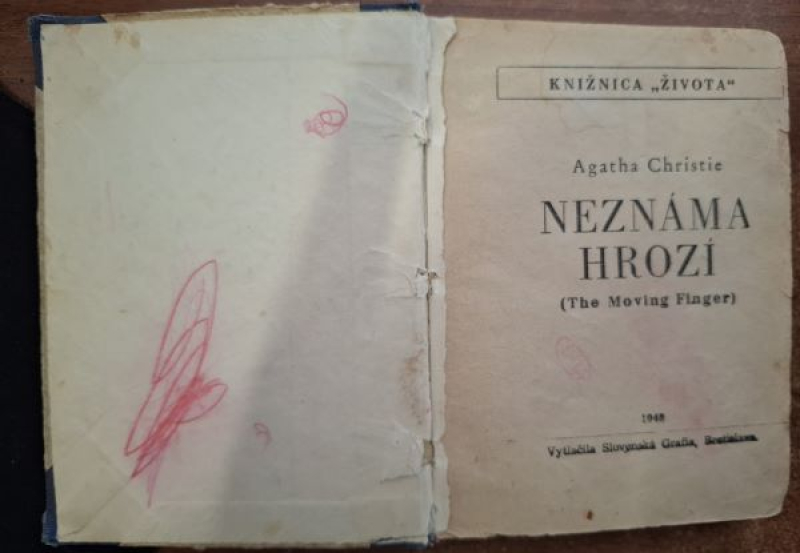 KNIŽNICA „ŽIVOTA“
Agatha Christie
NEZNÁMA
HROZÍ
(The Moving Finger)
1948
Vytlačila Slovenská Grafia, Bratislava.